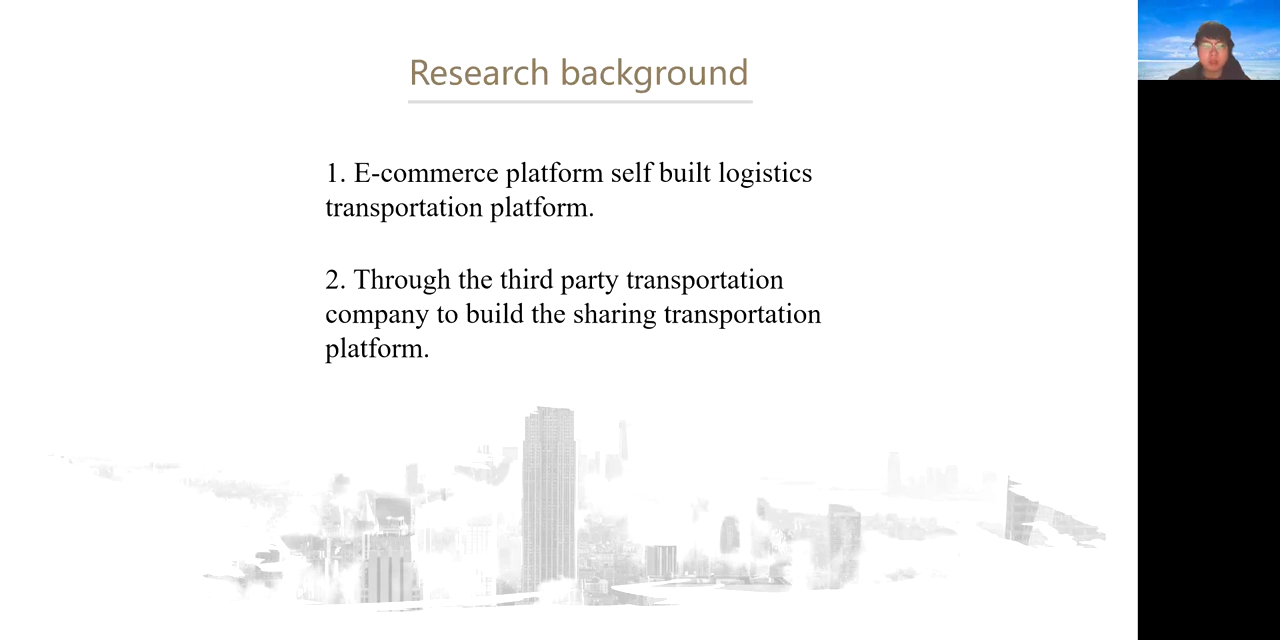 Research background
1. E-commerce platform self built logistics
transportation platform.
2. Through the third party transportation
company to build the sharing transportation
platform.